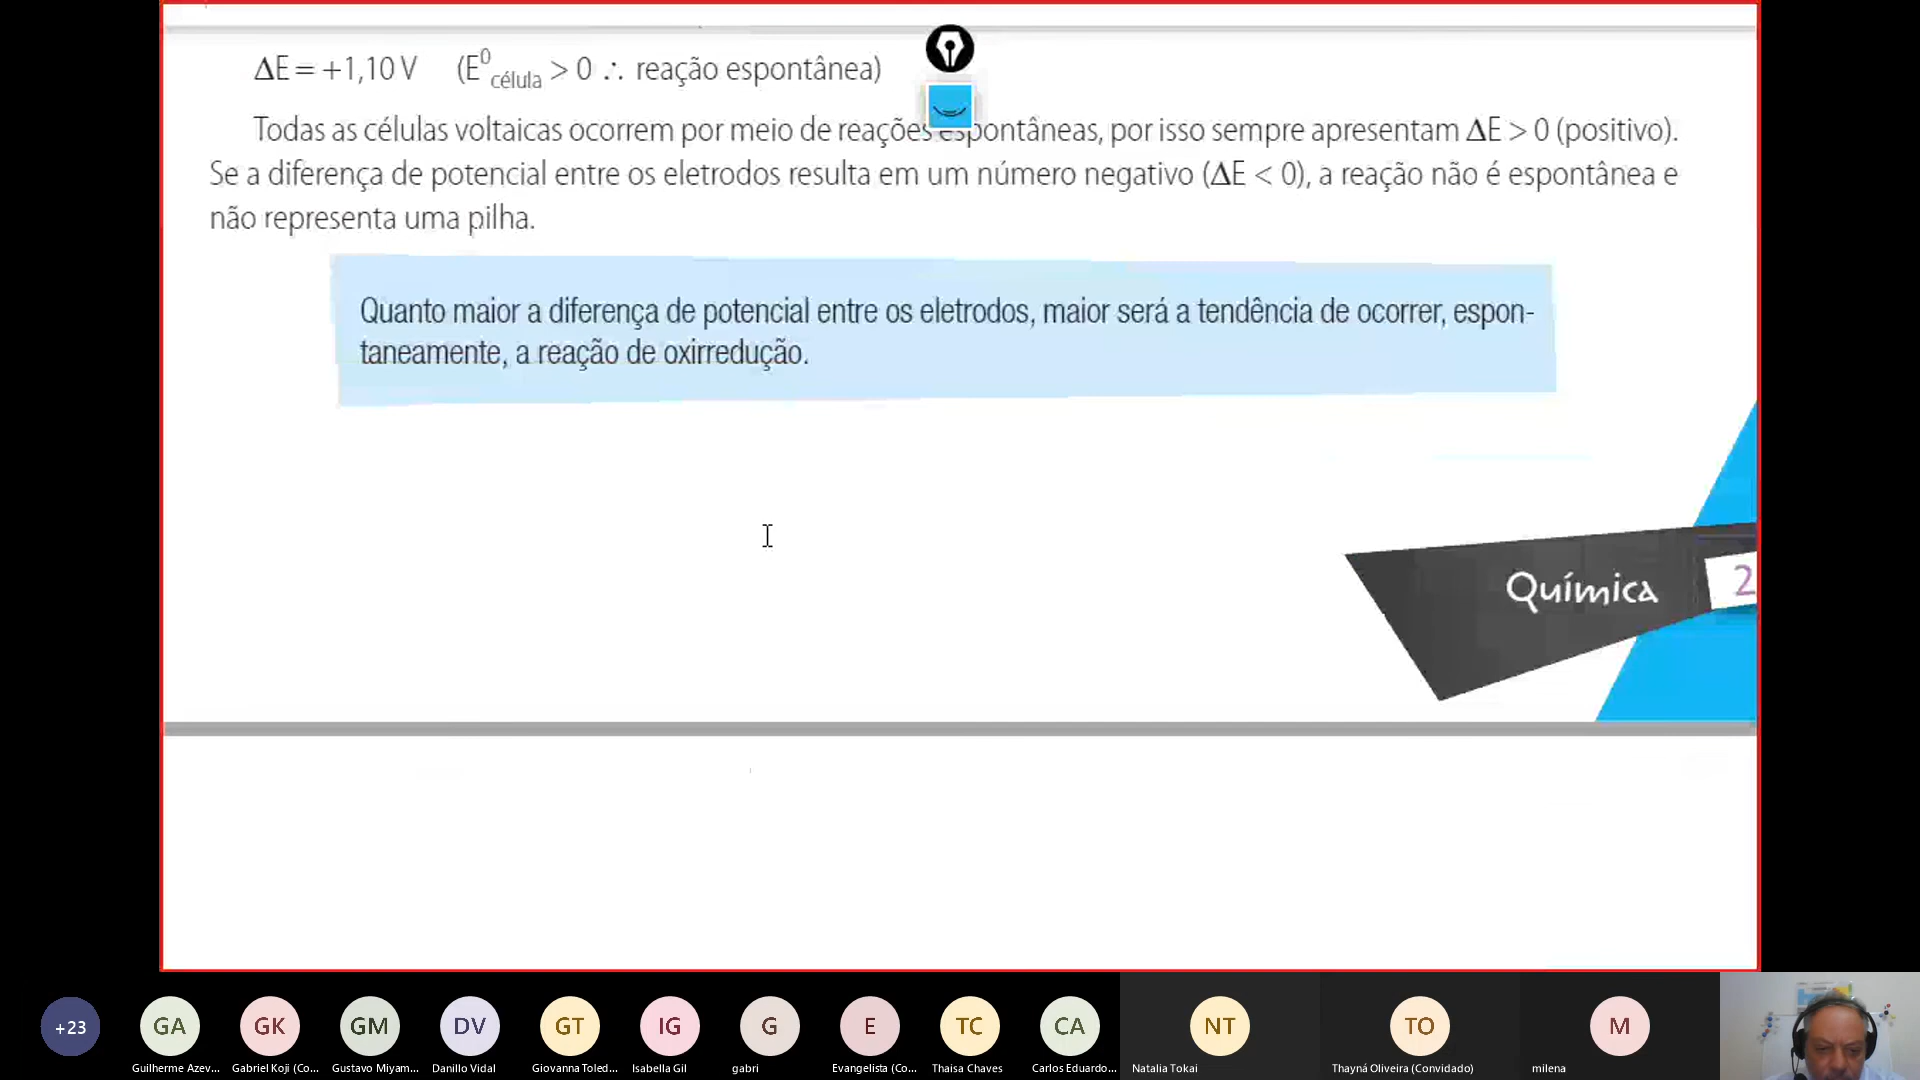 ΔE = +1,10 V (E⁰célula > 0 ∴ reação espontânea)
Todas as células voltaicas ocorrem por meio de reações espontâneas, por isso sempre apresentam ΔE > 0 (positivo).
Se a diferença de potencial entre os eletrodos resulta em um número negativo (ΔE < 0), a reação não é espontânea e
não representa uma pilha.
Quanto maior a diferença de potencial entre os eletrodos, maior será a tendência de ocorrer, espon-
taneamente, a reação de oxirredução.
Química 2
+23 GA GK GM DV GT IG G E TC CA NT TO M
Guilherme Azev... Gabriel Koji (Co... Gustavo Miyam... Danillo Vidal Giovanna Toled... Isabella Gil gabri Evangelista (Co... Thaisa Chaves Carlos Eduardo... Natalia Tokai Thayná Oliveira (Convidado) milena